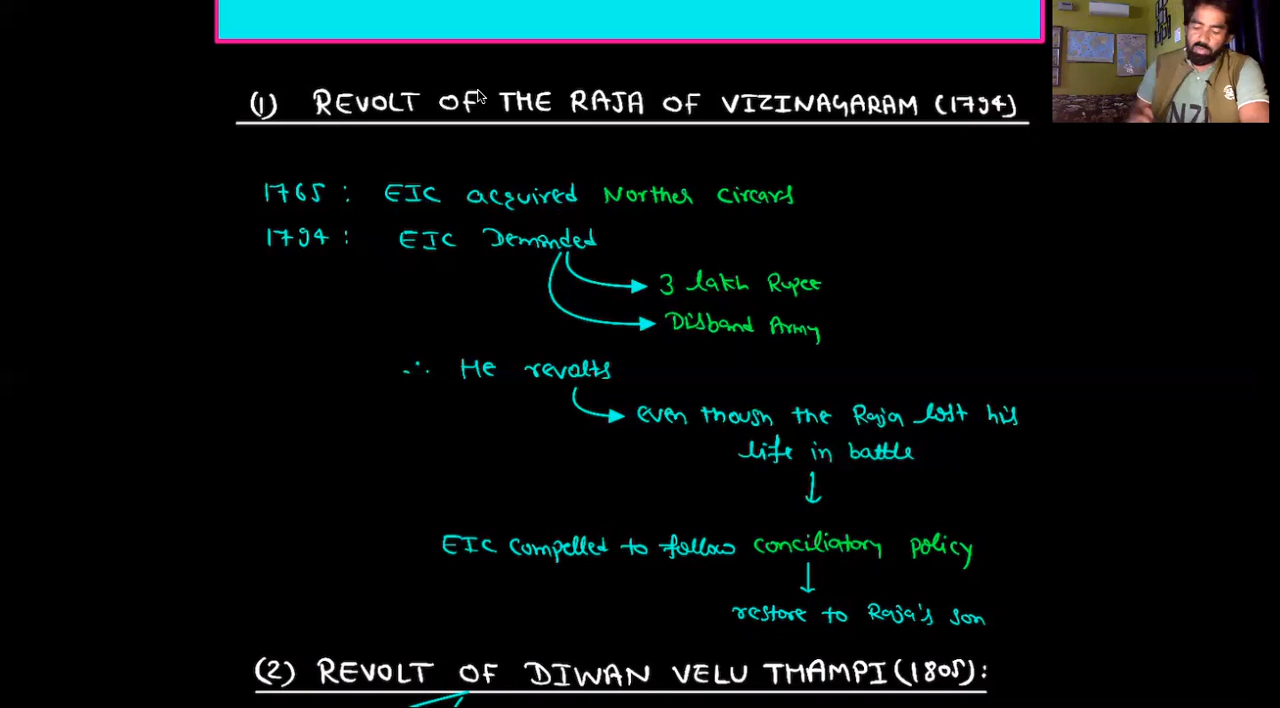 (1) REVOLT OF THE RAJA OF VIZINAGARAM (1794)
1765 : EIC acquired Norther Circars
1794 : EIC Demanded
3 lakh Rupee
Disband Army
∴ He revolts
even though the Raja lost his
life in battle
EIC compelled to follow conciliatory policy
restore to Raja's son
(2) REVOLT OF DIWAN VELU THAMPI (1805):